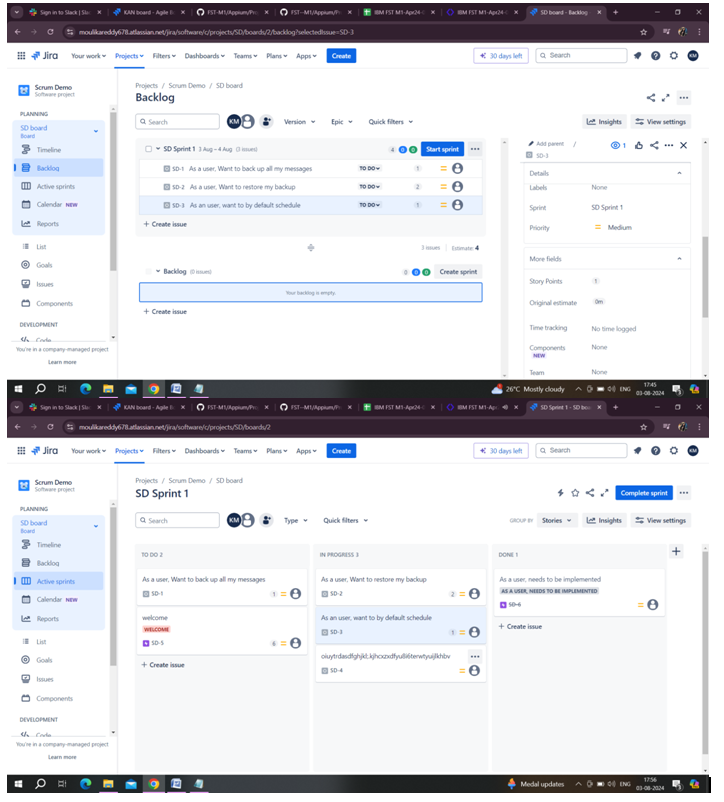 Sign in to Slack | Sla
KAN board - Agile B
FST-M1/Appium/Pro
FST--M1/Appium/Pro
IBM FST M1-Apr24-
IBM FST M1-Apr24-
SD board - Backlog
moulikareddy678.atlassian.net/jira/software/c/projects/SD/boards/2/backlog?selectedIssue=SD-3
Jira Your work Projects Filters Dashboards Teams Plans Apps Create 30 days left Search KM
Scrum Demo
Software project
Projects / Scrum Demo / SD board
Backlog
Search KM Version Epic Quick filters Insights View settings
PLANNING
SD board
Board
Timeline
Backlog
Active sprints
Calendar NEW
Reports
List
Goals
Issues
Components
DEVELOPMENT
Code
You're in a company-managed project
Learn more
SD Sprint 1 3 Aug – 4 Aug (3 issues) 4 0 0 Start sprint
SD-1 As a user, Want to back up all my messages TO DO 1
SD-2 As a user, Want to restore my backup TO DO 2
SD-3 As an user, want to by default schedule TO DO 1
+ Create issue
3 issues Estimate: 4
Backlog (0 issues) 0 0 0 Create sprint
Your backlog is empty.
+ Create issue
Add parent / 1
SD-3
Details
Labels None
Sprint SD Sprint 1
Priority Medium
More fields
Story Points 1
Original estimate 0m
Time tracking No time logged
Components None
NEW
Team None
26°C Mostly cloudy ENG 17:45
03-08-2024
Sign in to Slack | Sla
KAN board - Agile B
FST-M1/Appium/Pro
FST--M1/Appium/Pro
IBM FST M1-Apr24-
IBM FST M1-Apr
SD Sprint 1 - SD boa
moulikareddy678.atlassian.net/jira/software/c/projects/SD/boards/2
Jira Your work Projects Filters Dashboards Teams Plans Apps Create 30 days left Search KM
Scrum Demo
Software project
Projects / Scrum Demo / SD board
SD Sprint 1
Complete sprint
Search KM Type Quick filters GROUP BY Stories Insights View settings
PLANNING
SD board
Board
Timeline
Backlog
Active sprints
Calendar NEW
Reports
List
Goals
Issues
Components
DEVELOPMENT
Code
You're in a company-managed project
Learn more
TO DO 2
As a user, Want to back up all my messages
SD-1 1
welcome
WELCOME
SD-5 6
+ Create issue
IN PROGRESS 3
As a user, Want to restore my backup
SD-2 2
As an user, want to by default schedule
SD-3 1
SD-4
DONE 1
As a user, needs to be implemented
AS A USER, NEEDS TO BE IMPLEMENTED
SD-6
+ Create issue
Medal updates ENG 17:56
03-08-2024